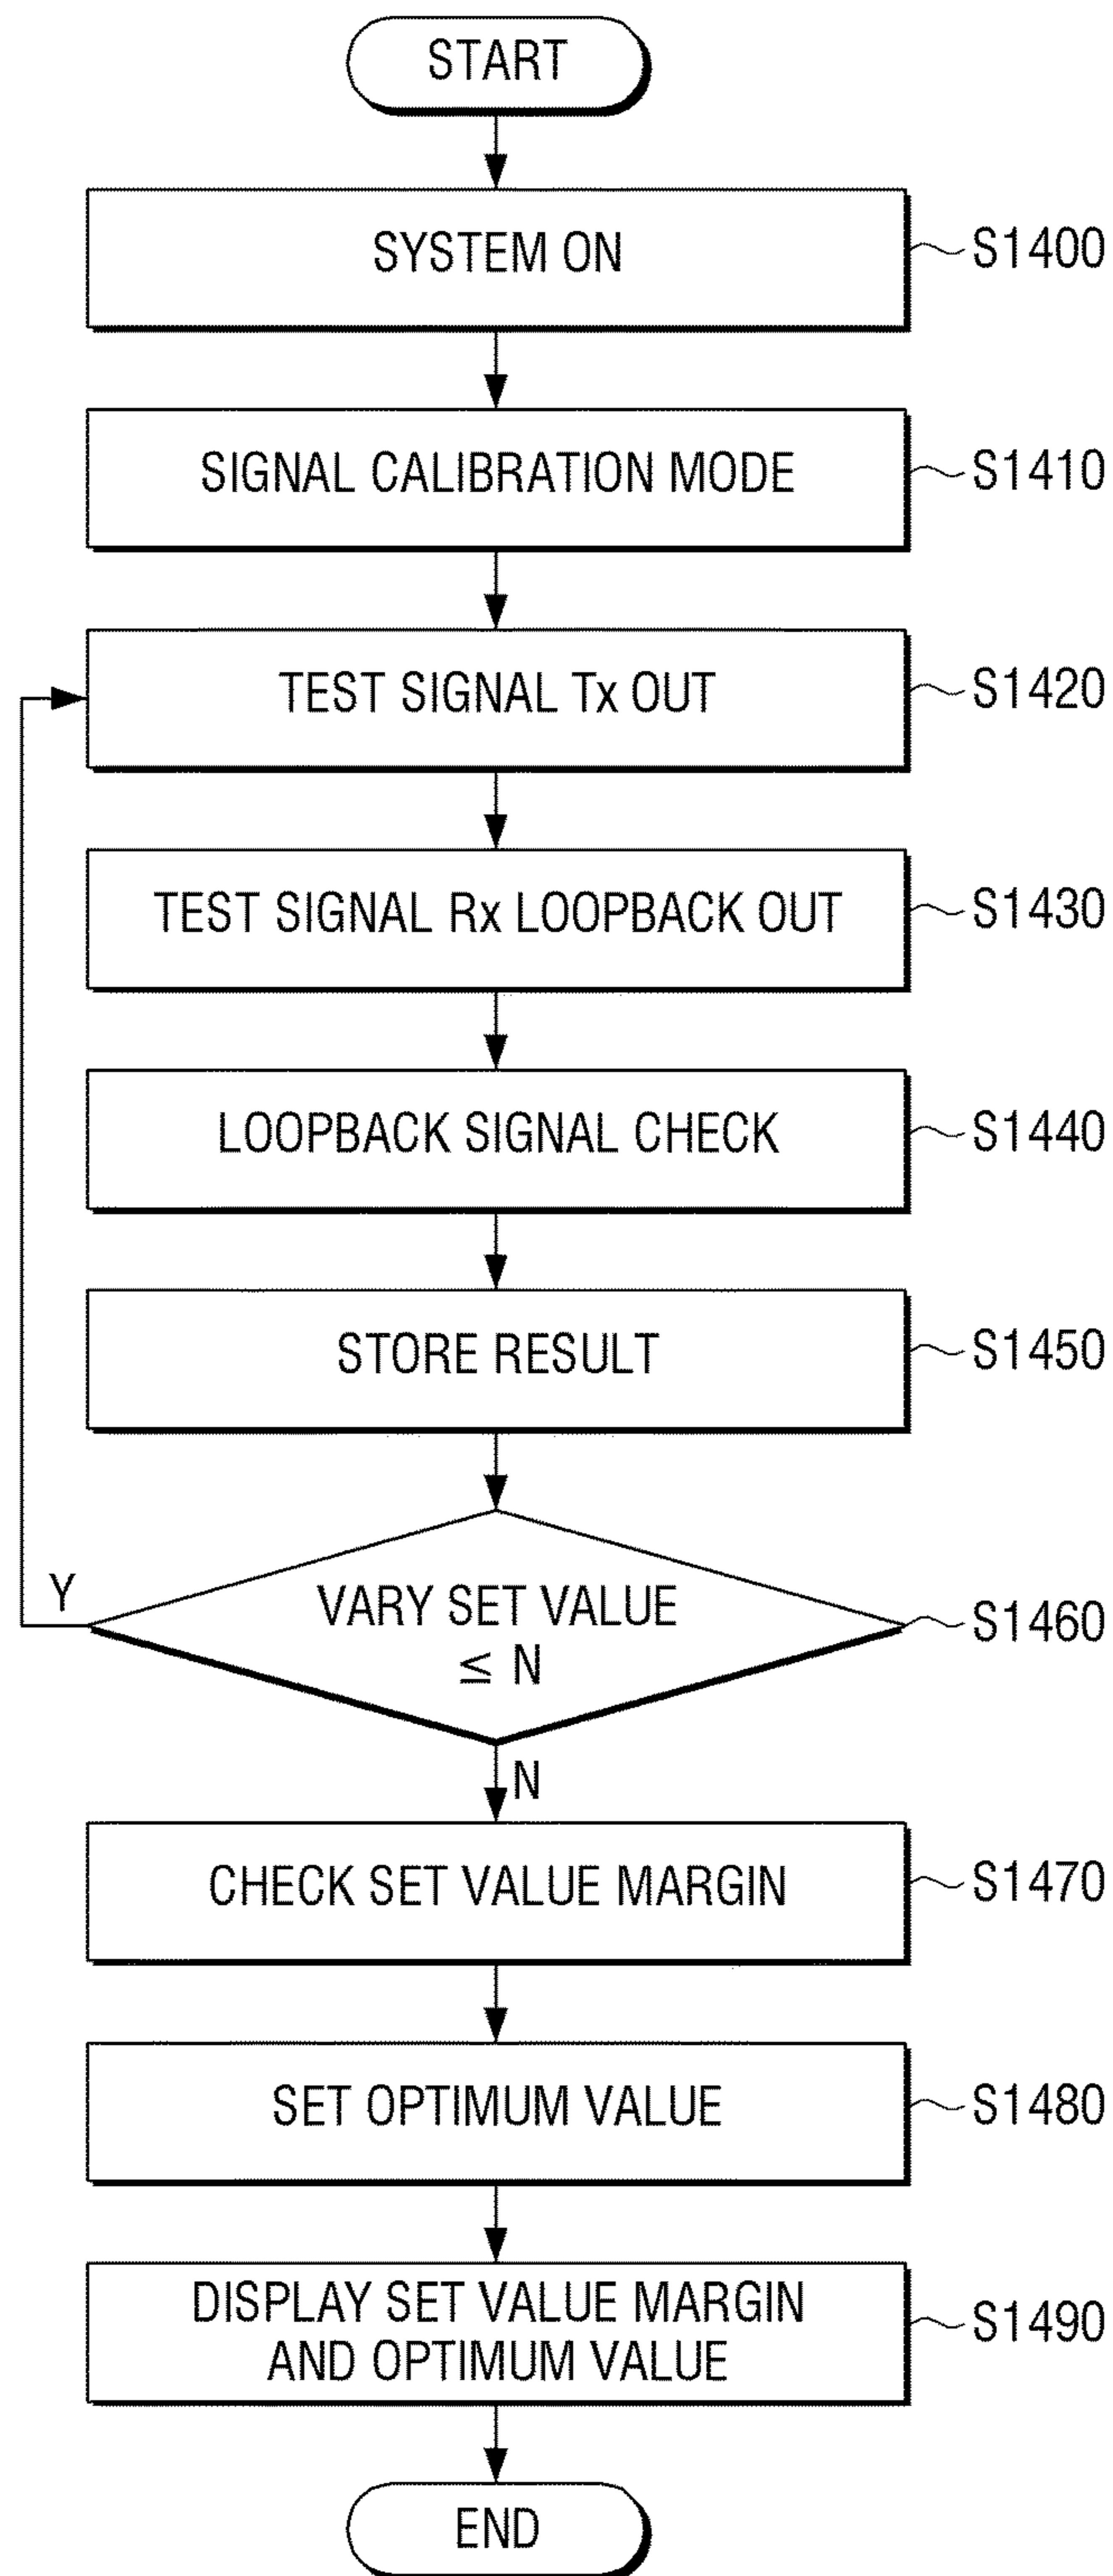 START
SYSTEM ON
S1400
SIGNAL CALIBRATION MODE
S1410
TEST SIGNAL Tx OUT
S1420
TEST SIGNAL Rx LOOPBACK OUT
S1430
LOOPBACK SIGNAL CHECK
S1440
STORE RESULT
S1450
Y
VARY SET VALUE
≤ N
S1460
N
CHECK SET VALUE MARGIN
S1470
SET OPTIMUM VALUE
S1480
DISPLAY SET VALUE MARGIN
AND OPTIMUM VALUE
S1490
END